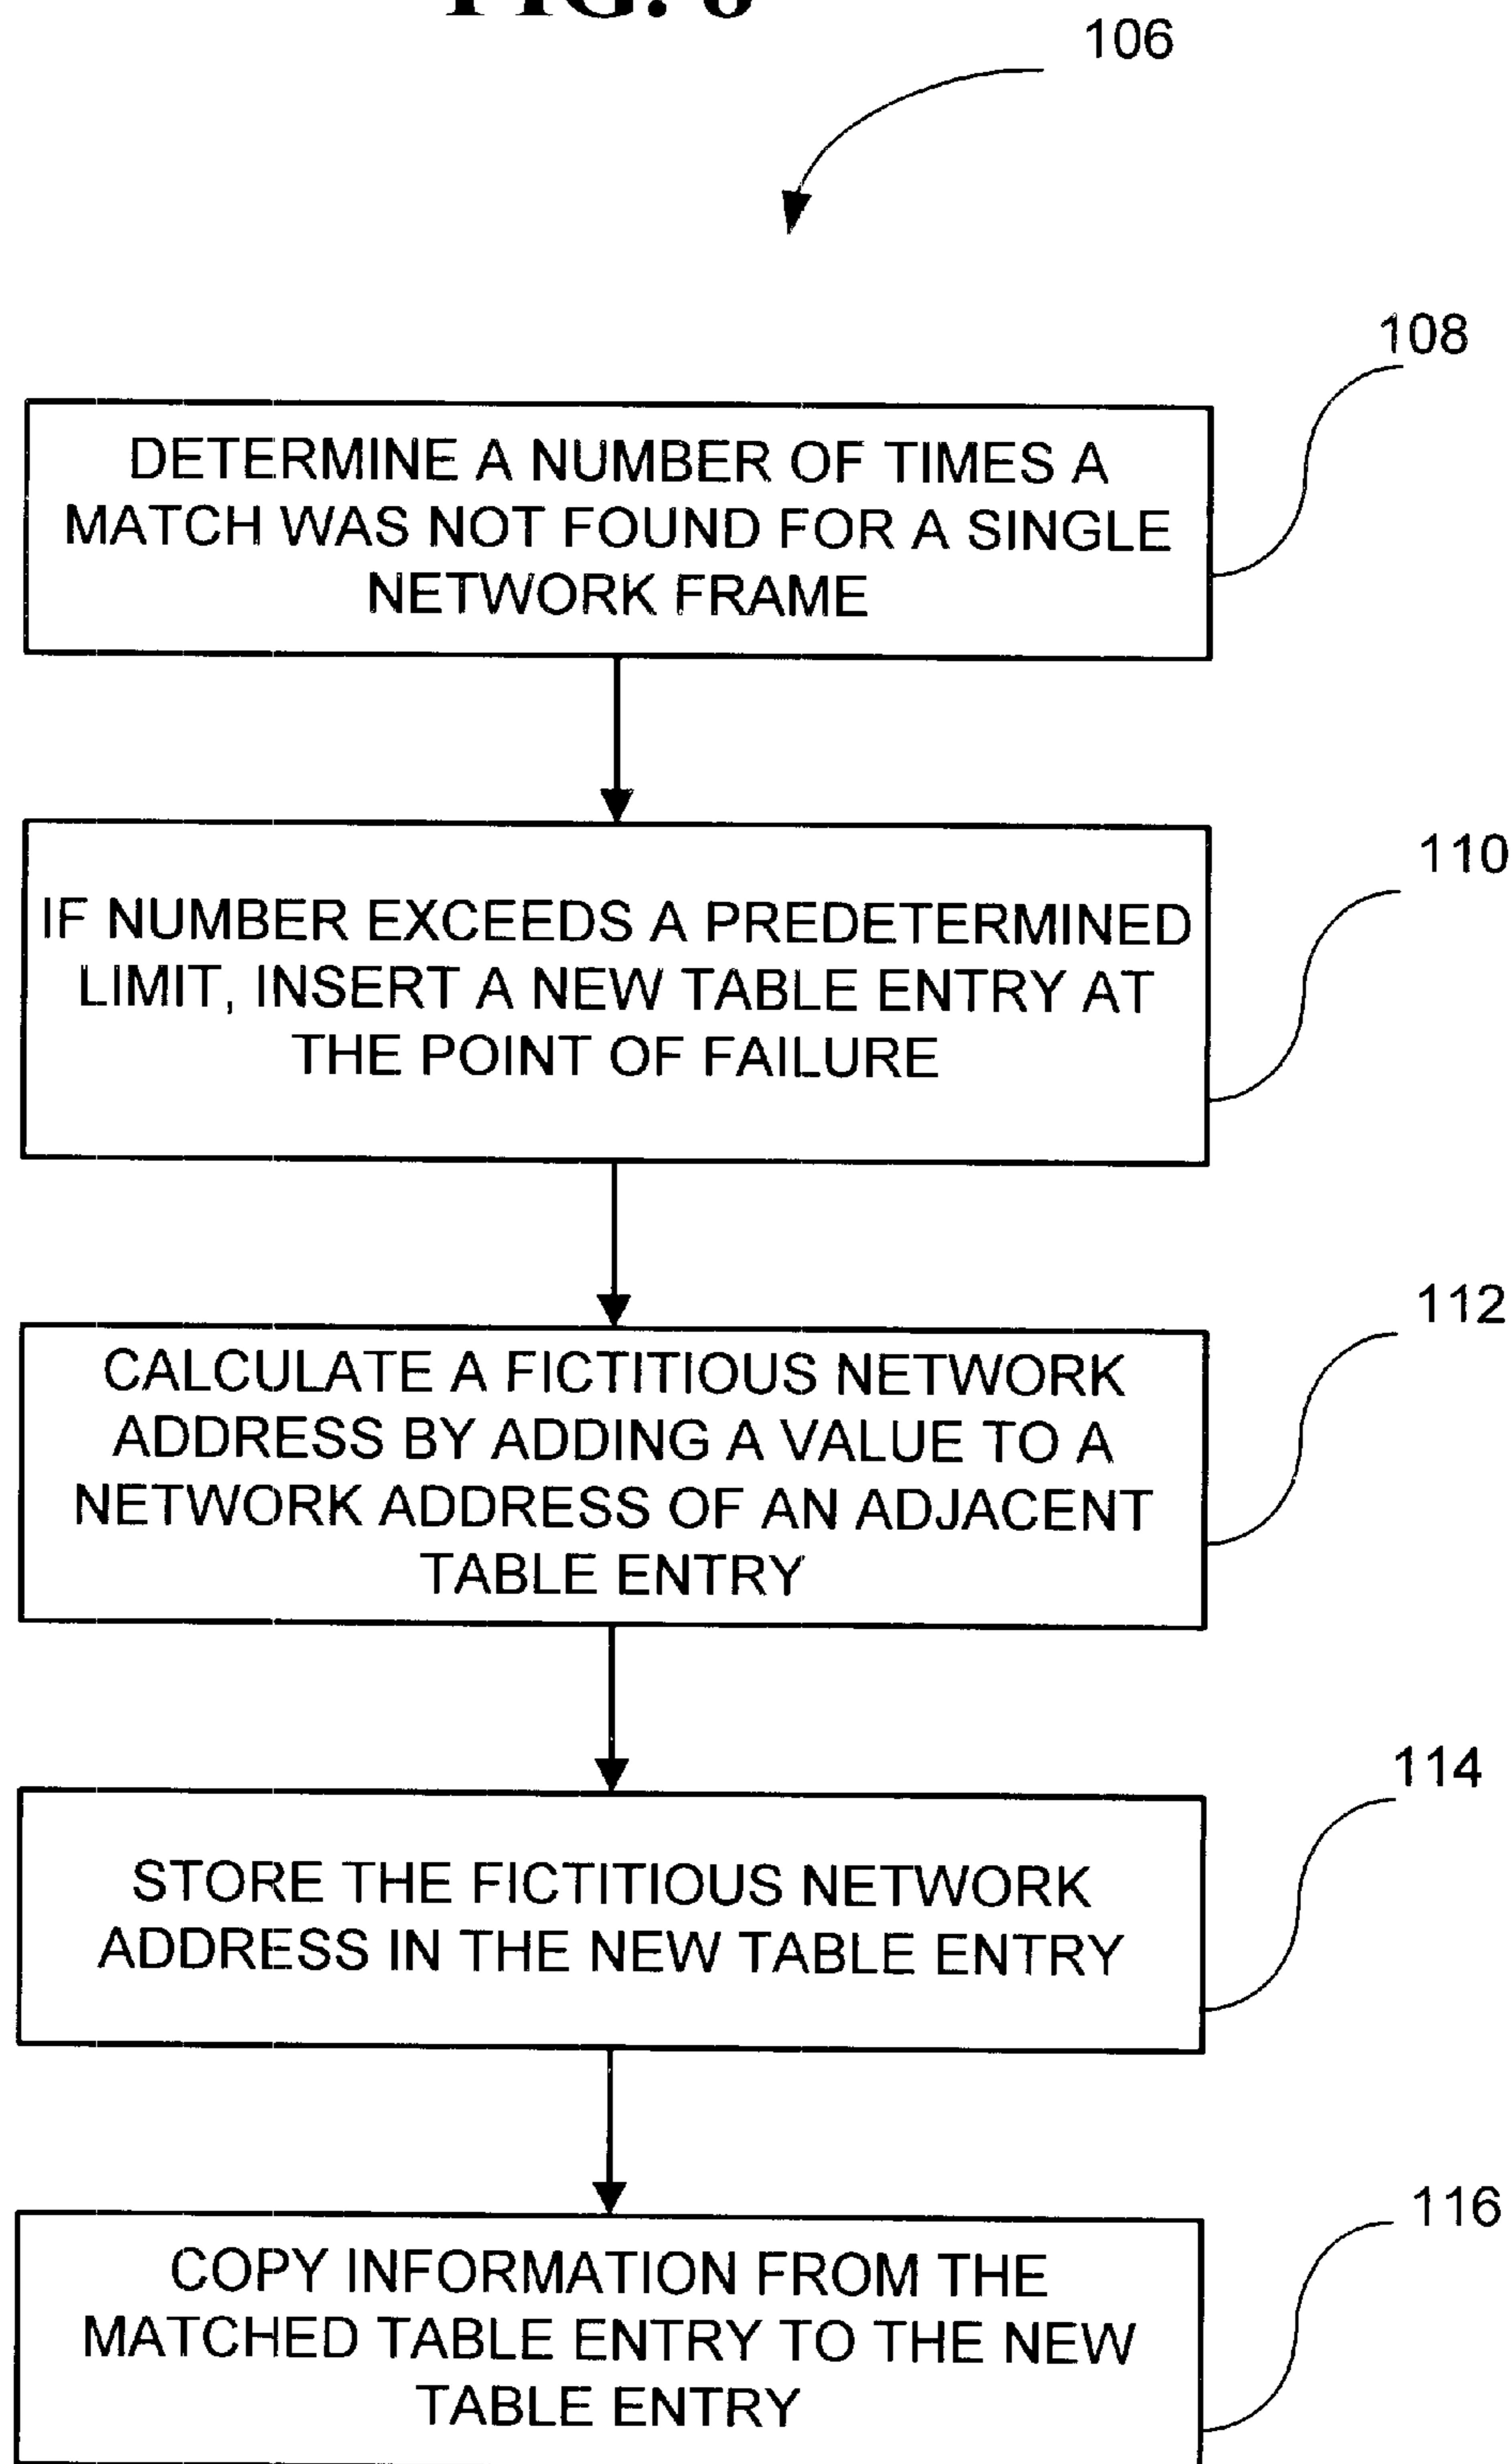 106
108
DETERMINE A NUMBER OF TIMES A
MATCH WAS NOT FOUND FOR A SINGLE
NETWORK FRAME
110
IF NUMBER EXCEEDS A PREDETERMINED
LIMIT, INSERT A NEW TABLE ENTRY AT
THE POINT OF FAILURE
112
CALCULATE A FICTITIOUS NETWORK
ADDRESS BY ADDING A VALUE TO A
NETWORK ADDRESS OF AN ADJACENT
TABLE ENTRY
114
STORE THE FICTITIOUS NETWORK
ADDRESS IN THE NEW TABLE ENTRY
116
COPY INFORMATION FROM THE
MATCHED TABLE ENTRY TO THE NEW
TABLE ENTRY